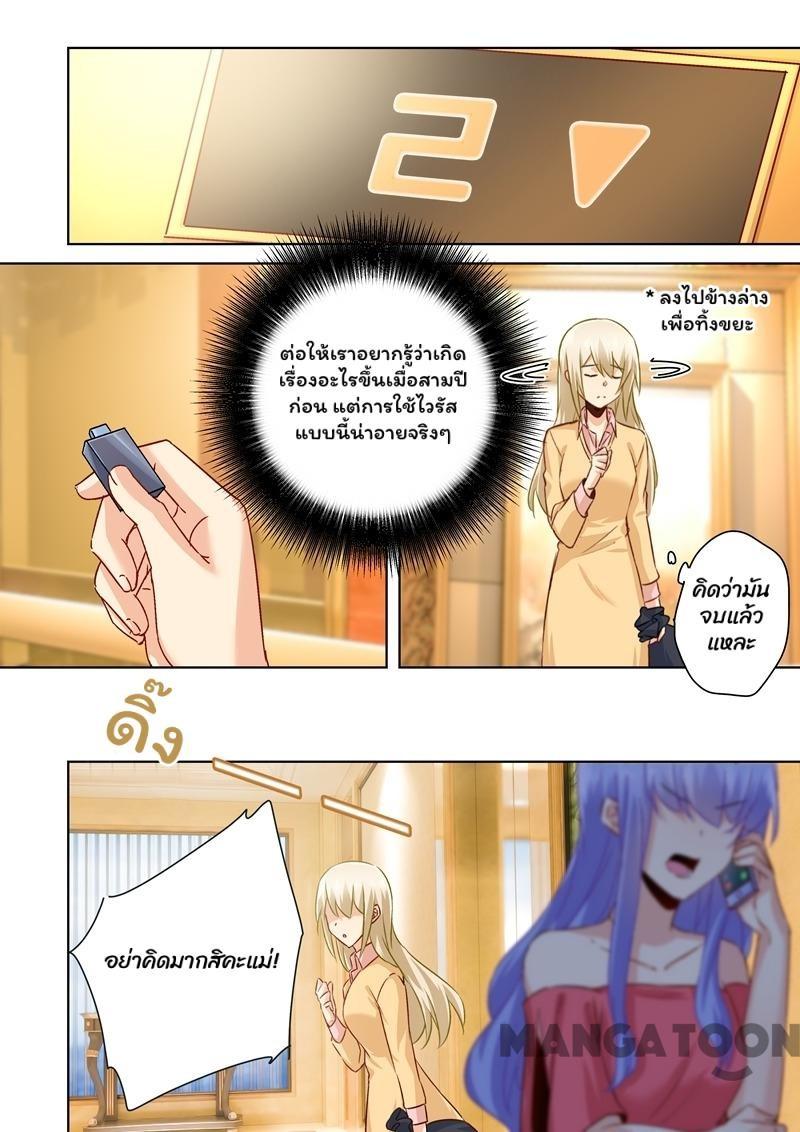 2
ต่อให้เราอยากรู้ว่าเกิด
เรื่องอะไรขึ้นเมื่อสามปี
ก่อน แต่การใช้ไวรัส
แบบนี้น่าอายจริงๆ
* ลงไปข้างล่าง
เพื่อทิ้งขยะ
คิดว่ามัน
จบแล้ว
แหละ
ดิ๊ง
อย่าคิดมากสิคะแม่!
MANGATOON